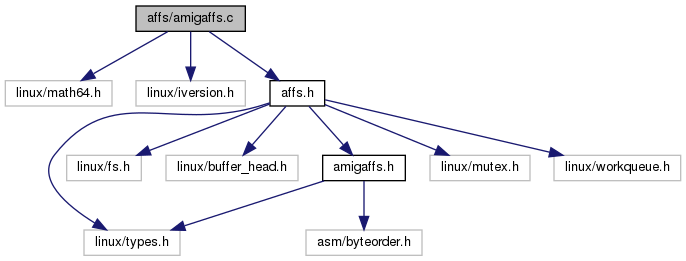 affs/amigaffs.c
linux/math64.h
linux/iversion.h
affs.h
linux/fs.h
linux/buffer_head.h
amigaffs.h
linux/mutex.h
linux/workqueue.h
linux/types.h
asm/byteorder.h